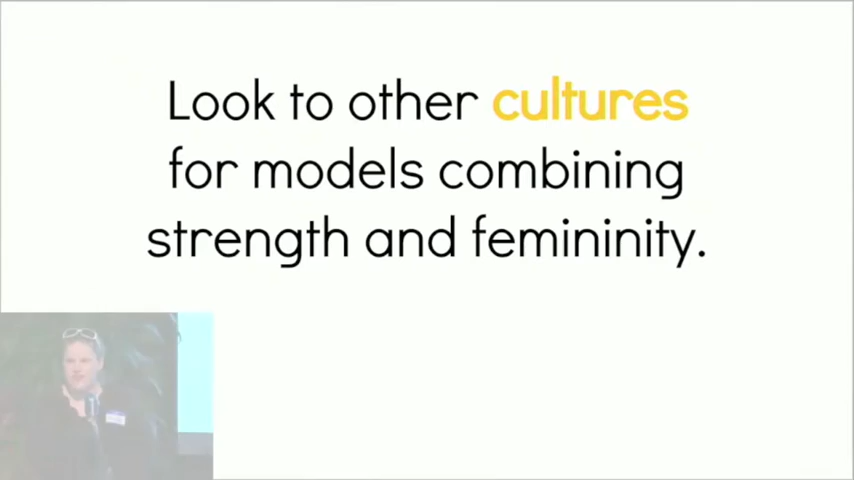 Look to other cultures
for models combining
strength and femininity.